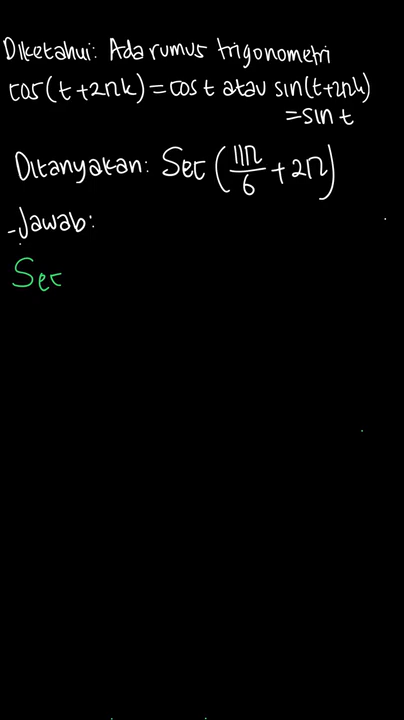 Diketahui: Ada rumus trigonometri
cos(t+2πk)=cos t atau sin(t+2πk)
=sin t
Ditanyakan: Sec(11π/6+2π)
-Jawab:
Sec